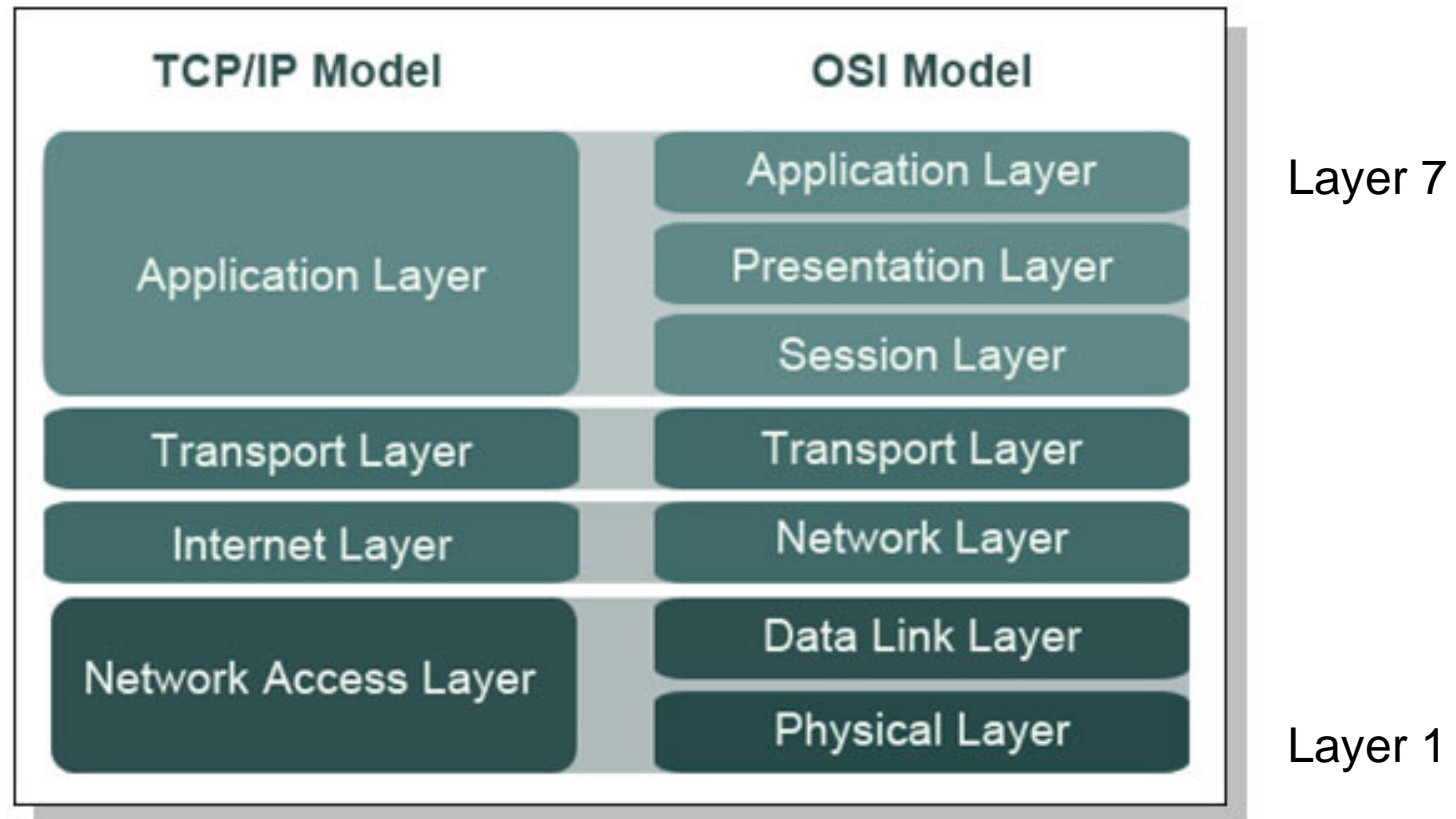 TCP/IP Model
OSI Model
Application Layer
Application Layer
Layer 7
Presentation Layer
Session Layer
Transport Layer
Transport Layer
Internet Layer
Network Layer
Network Access Layer
Data Link Layer
Physical Layer
Layer 1